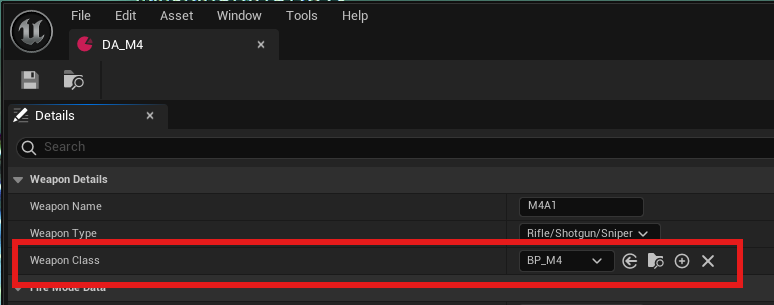 File Edit Asset Window Tools Help
DA_M4
Details
Search
Weapon Details
Weapon Name M4A1
Weapon Type Rifle/Shotgun/Sniper
Weapon Class BP_M4
Fire Mode Data